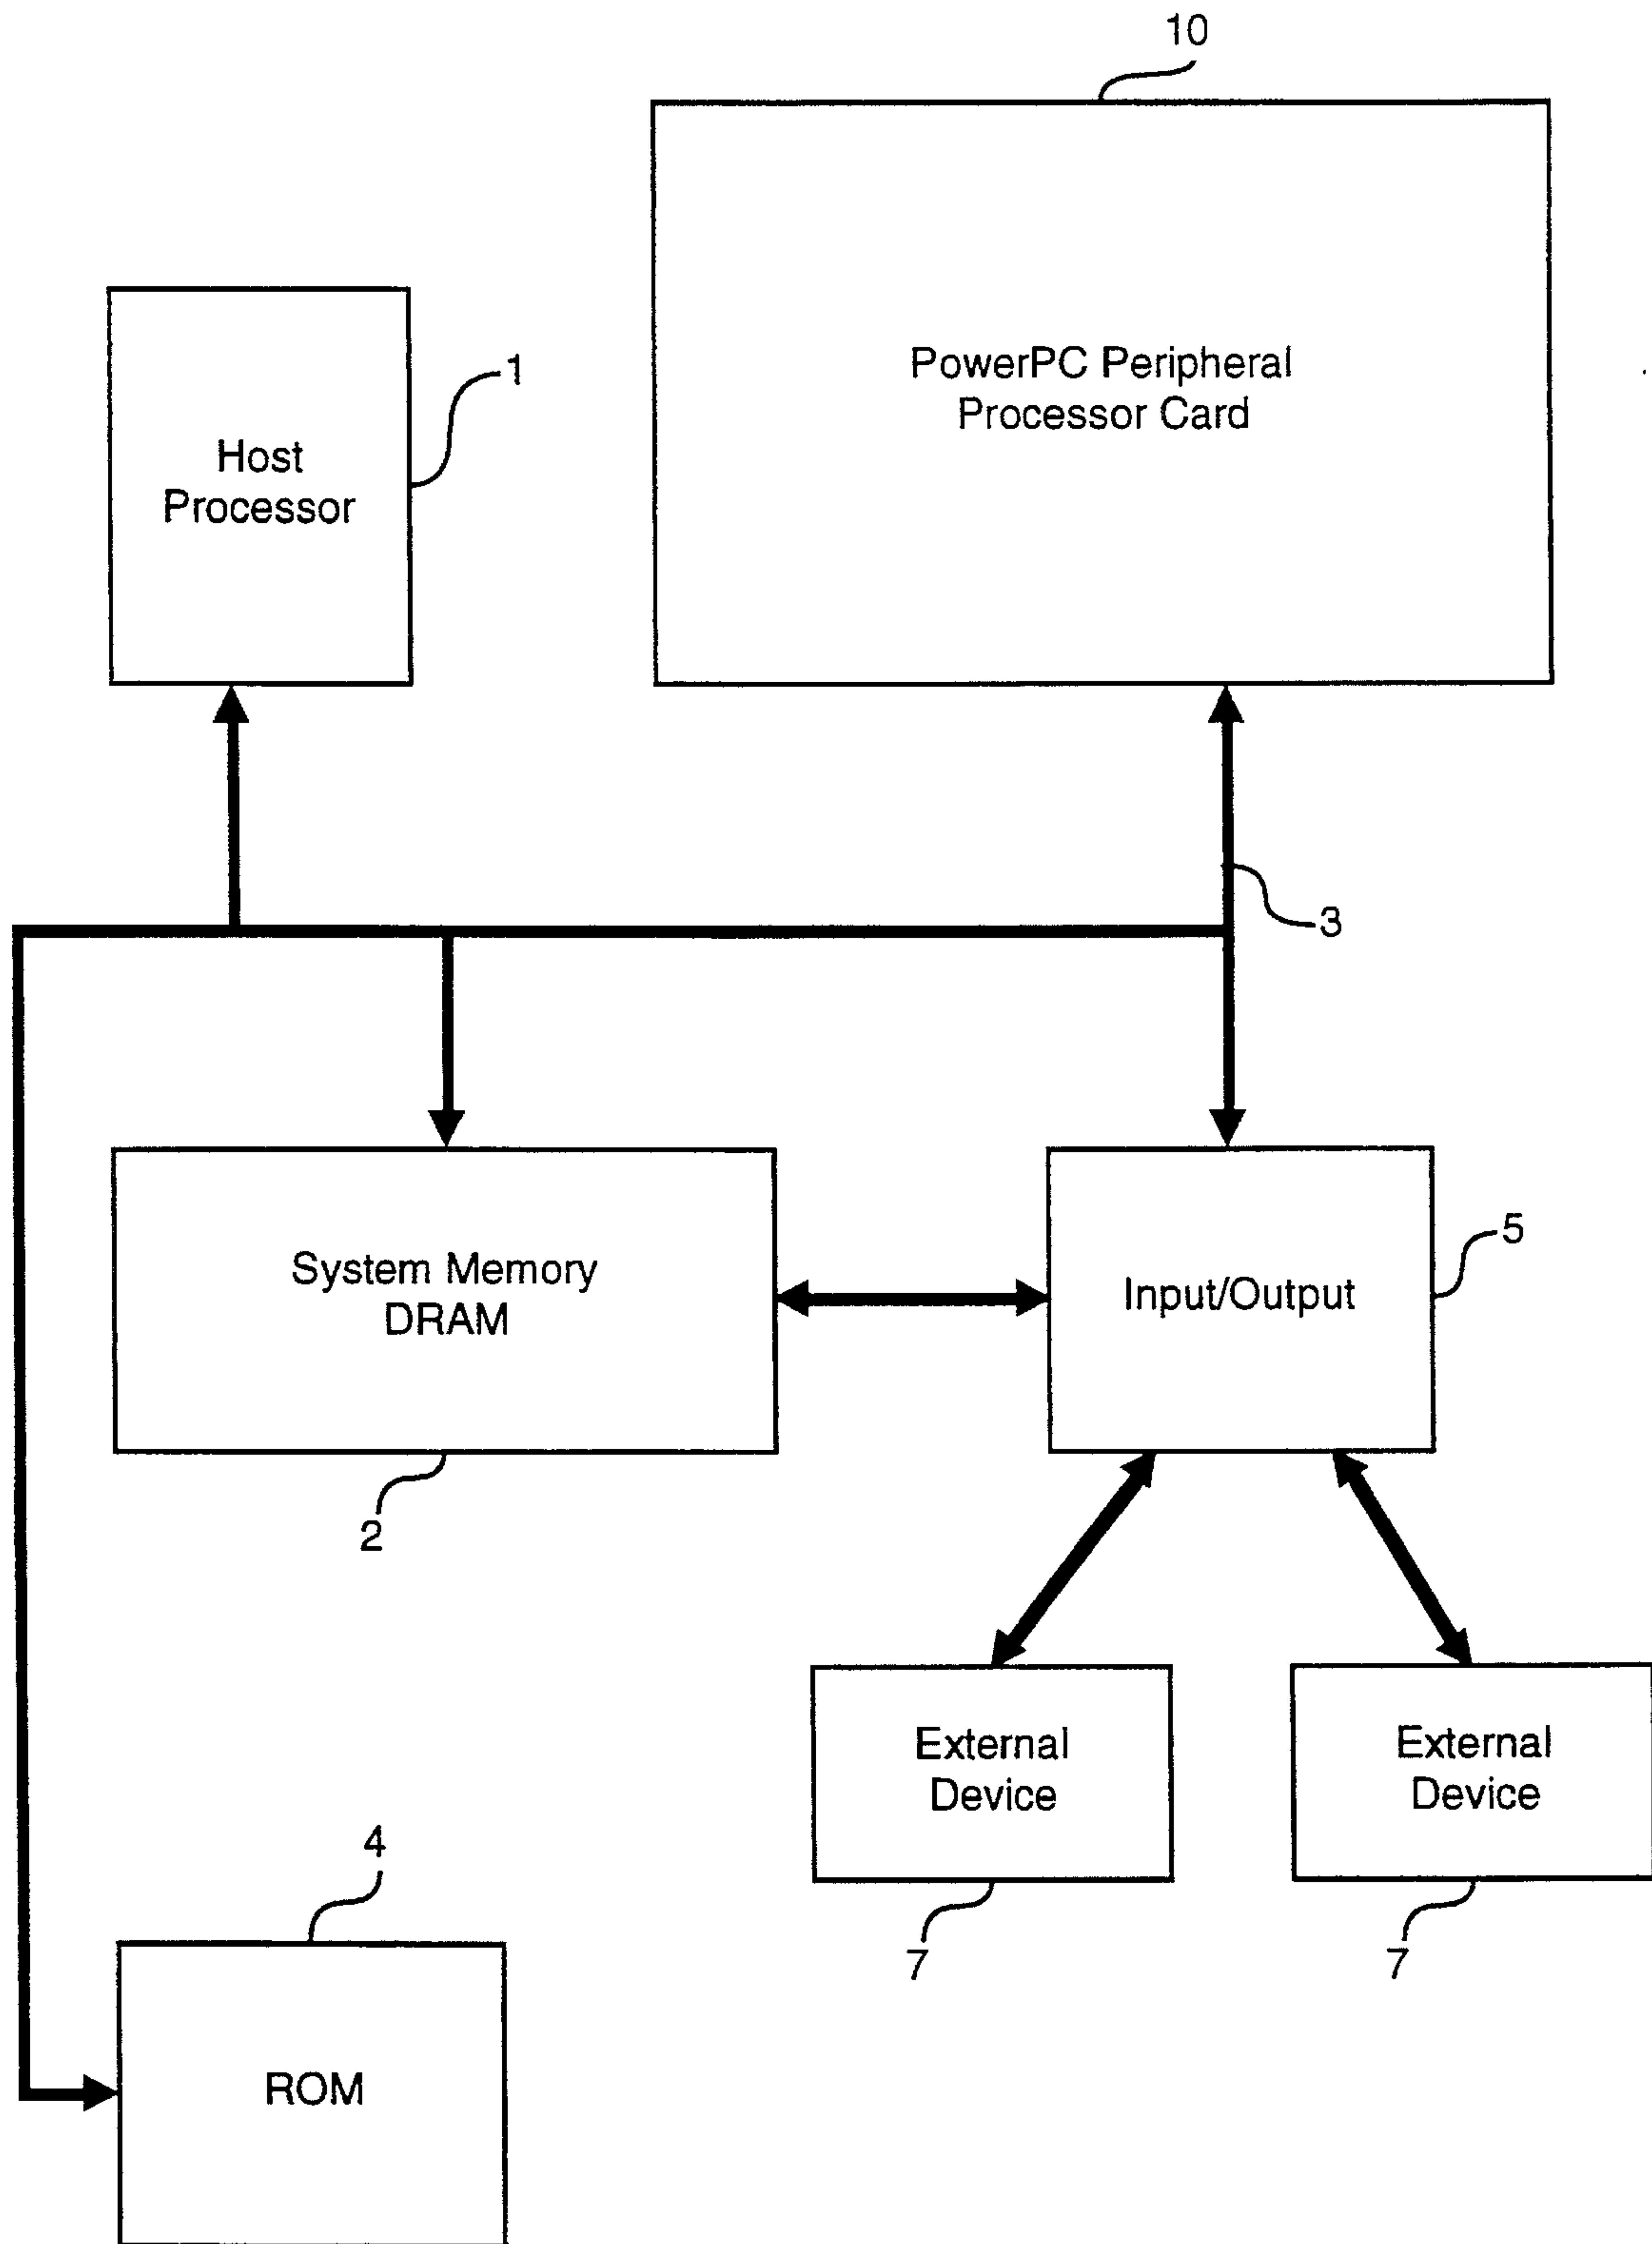 10
PowerPC Peripheral
Processor Card
1
Host
Processor
3
System Memory
DRAM
2
Input/Output
5
External
Device
7
External
Device
7
4
ROM